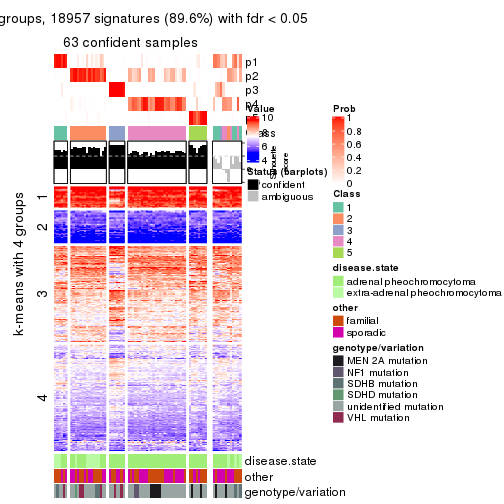 groups, 18957 signatures (89.6%) with fdr < 0.05
63 confident samples
p1
p2
p3
p4
p5
Class
Silhouette score
k-means with 4 groups
1
2
3
4
disease.state
other
genotype/variation
Value
10
8
6
4
Status (barplots)
confident
ambiguous
Prob
1
0.8
0.6
0.4
0.2
0
Class
1
2
3
4
5
disease.state
adrenal pheochromocytoma
extra-adrenal pheochromocytoma
other
familial
sporadic
genotype/variation
MEN 2A mutation
NF1 mutation
SDHB mutation
SDHD mutation
unidentified mutation
VHL mutation